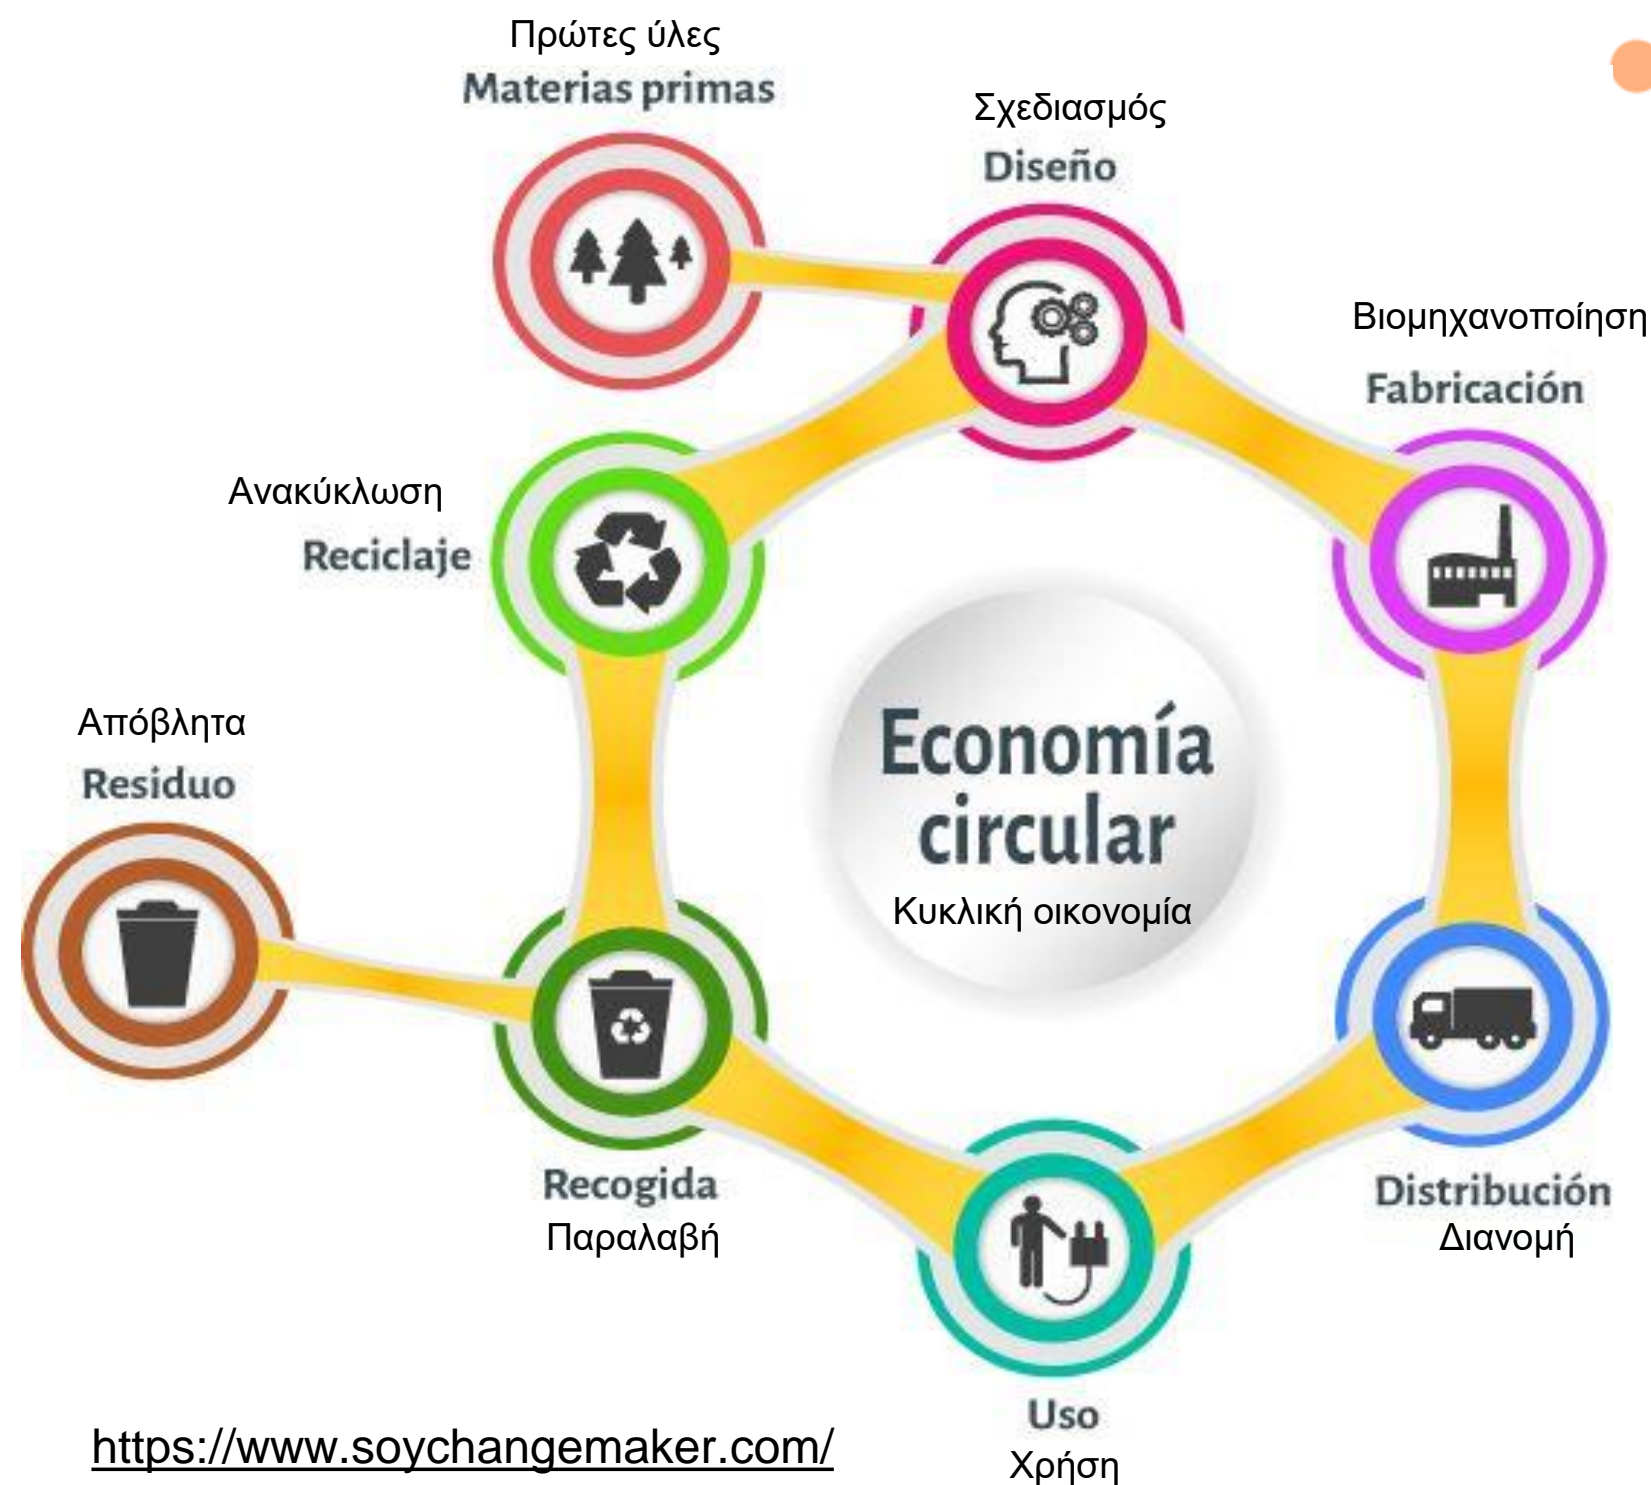 Πρώτες ύλες
Materias primas
Σχεδιασμός
Diseño
Βιομηχανοποίηση
Fabricación
Ανακύκλωση
Reciclaje
Απόβλητα
Residuo
Economía
circular
Κυκλική οικονομία
Recogida
Παραλαβή
Distribución
Διανομή
Uso
Χρήση
https://www.soychangemaker.com/